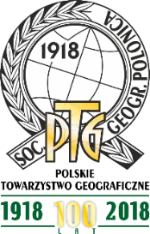 1918
SOC. GEOGR. POLONICA
PTG
POLSKIE
TOWARZYSTWO GEOGRAFICZNE
1918 100 2018
LAT